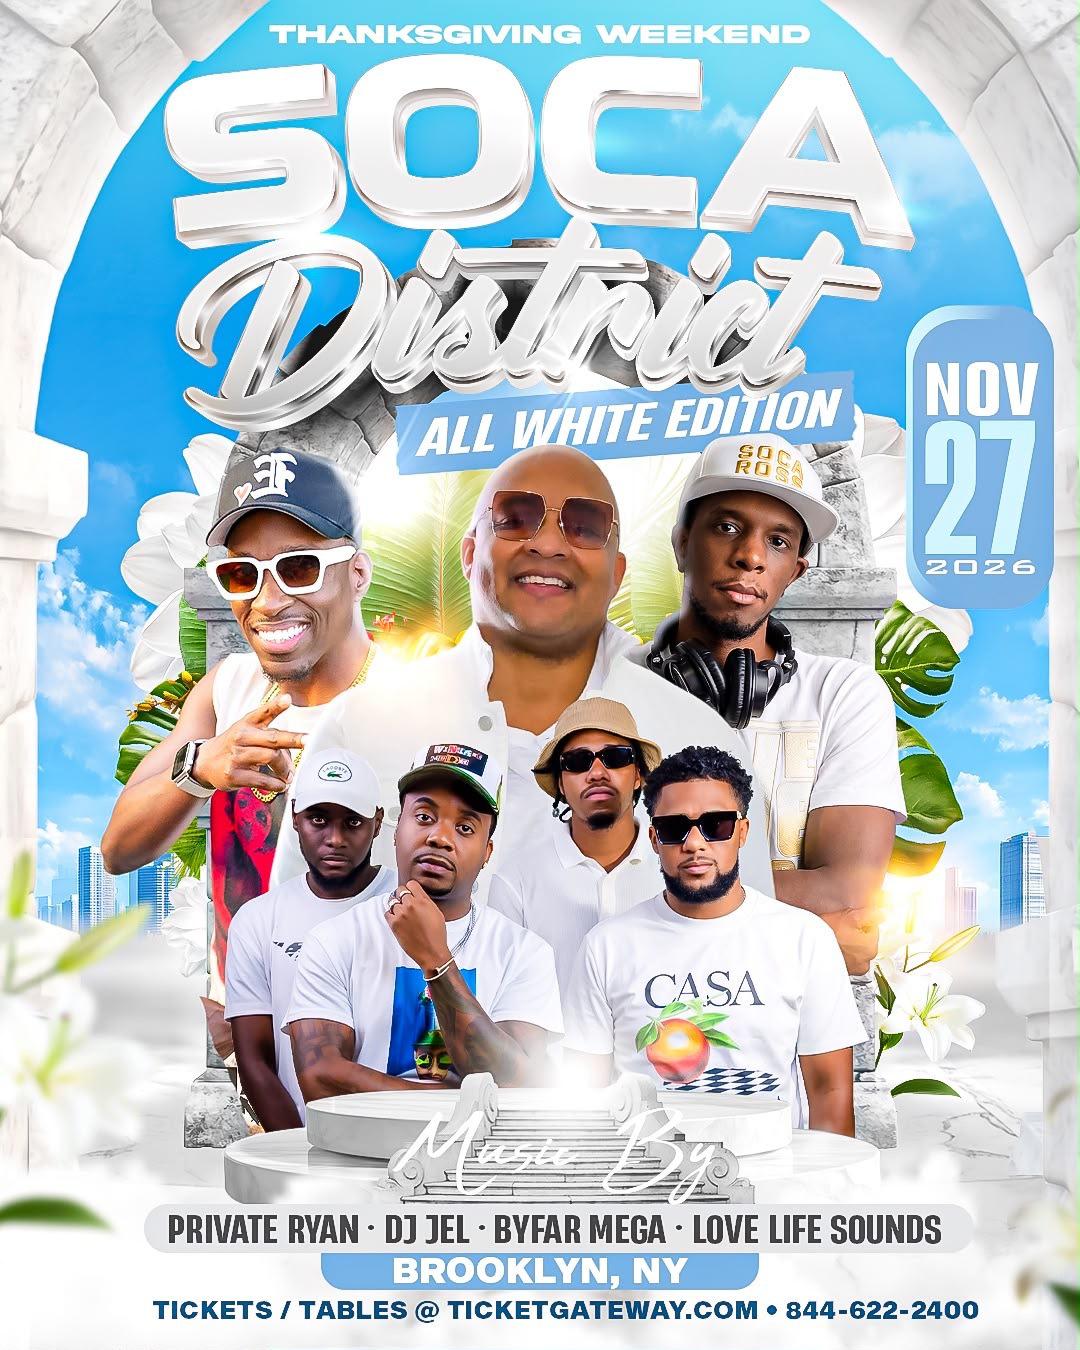 THANKSGIVING WEEKEND
SOCA
District
ALL WHITE EDITION
NOV
27
2026
SOCA
ROSS
LACOSTE
CASA
Music By
PRIVATE RYAN · DJ JEL · BYFAR MEGA · LOVE LIFE SOUNDS
BROOKLYN, NY
TICKETS / TABLES @ TICKETGATEWAY.COM • 844-622-2400